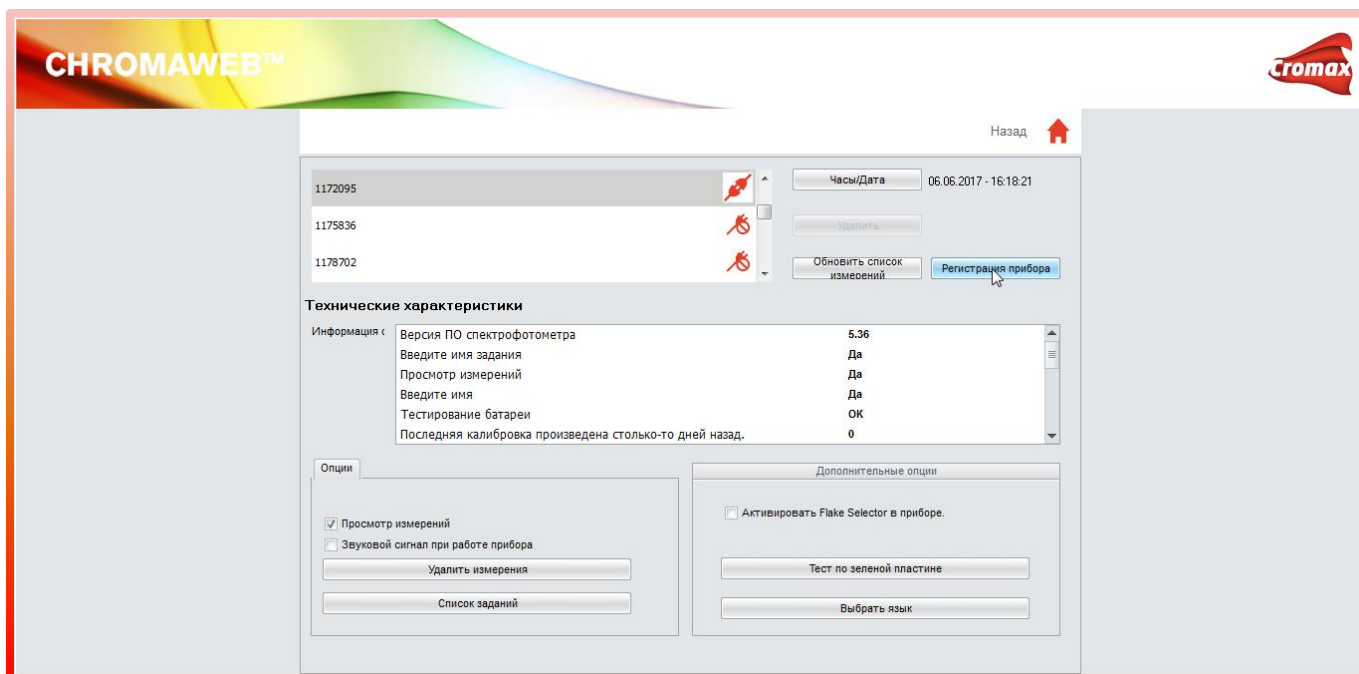 CHROMAWEB™
Cromax
Назад
1172095
Часы/Дата
06.06.2017 - 16:18:21
1175836
Удалить
1178702
Обновить список
измерений
Регистрация прибора
Технические характеристики
Информация с
Версия ПО спектрофотометра 5.36
Введите имя задания Да
Просмотр измерений Да
Введите имя Да
Тестирование батареи ОК
Последняя калибровка произведена столько-то дней назад. 0
Опции
Просмотр измерений
Звуковой сигнал при работе прибора
Удалить измерения
Список заданий
Дополнительные опции
Активировать Flake Selector в приборе.
Тест по зеленой пластине
Выбрать язык